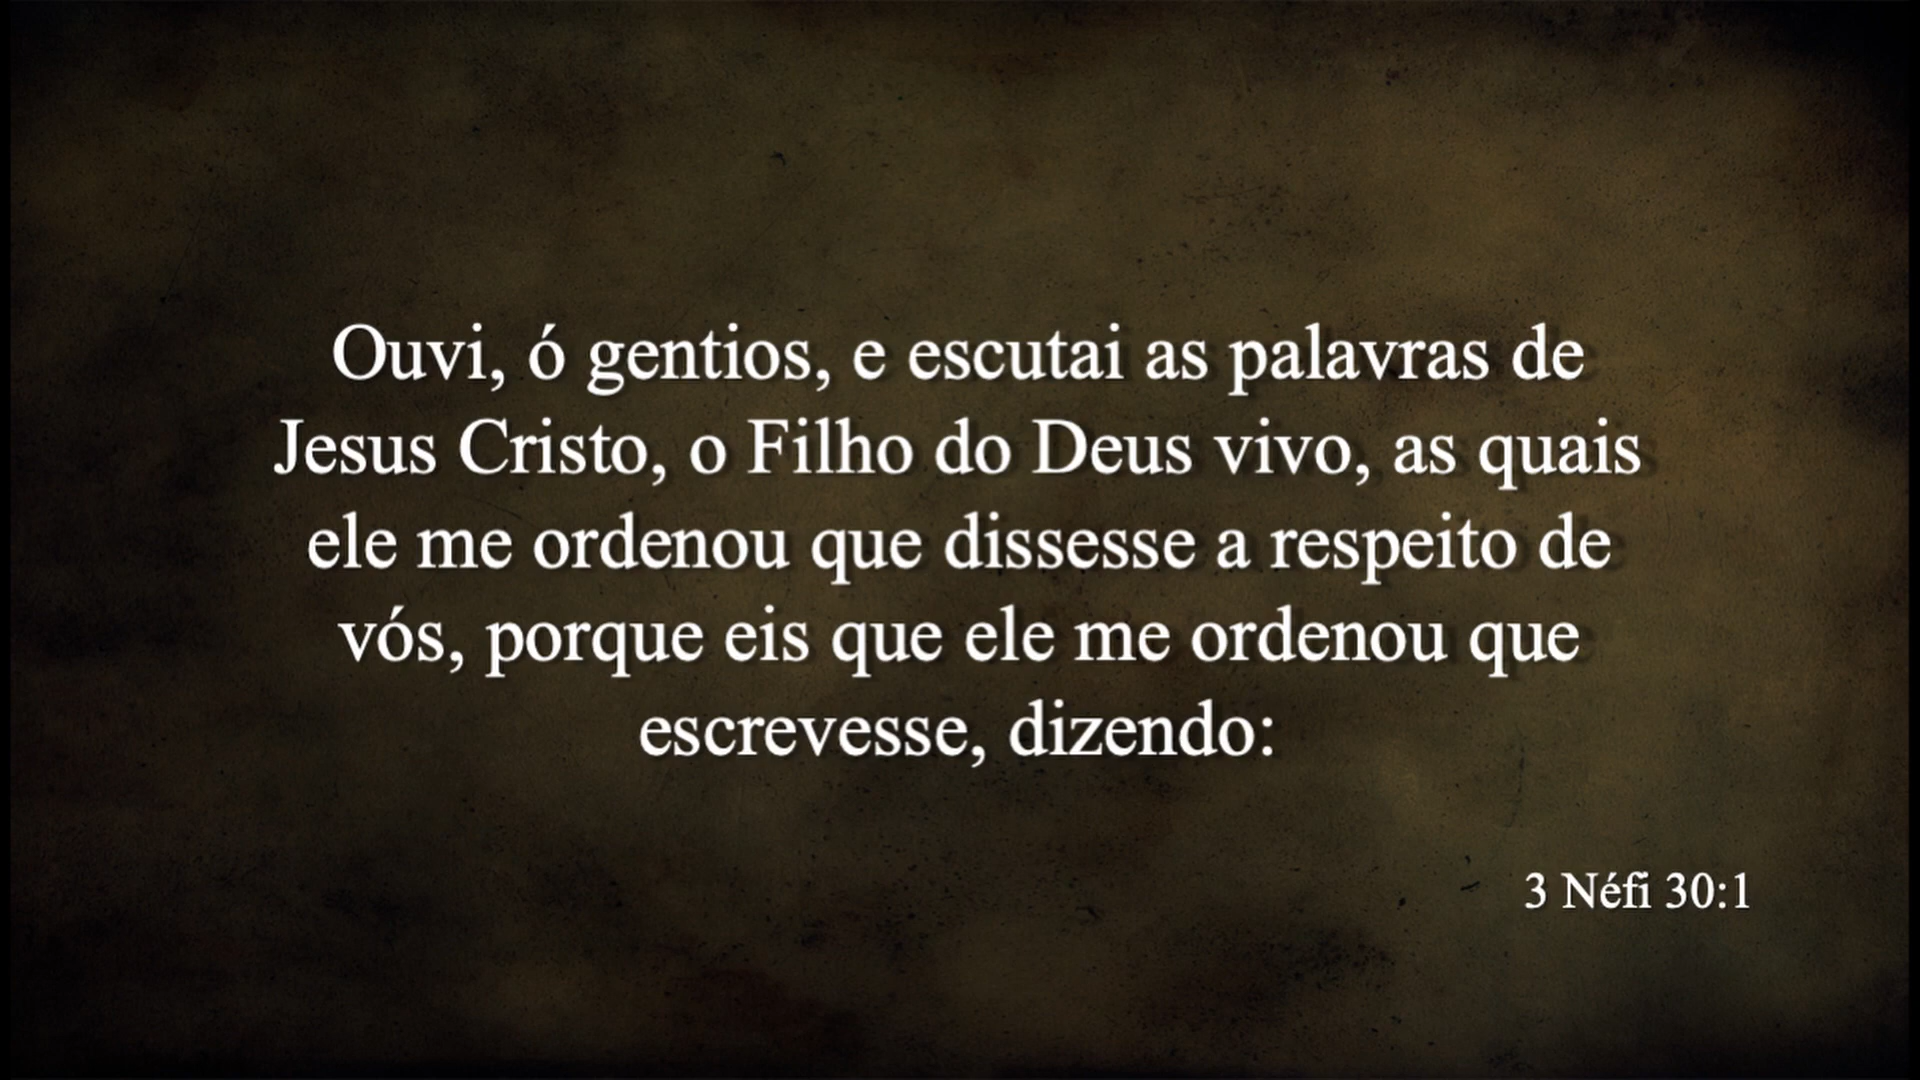 Ouvi, ó gentios, e escutai as palavras de
Jesus Cristo, o Filho do Deus vivo, as quais
ele me ordenou que dissesse a respeito de
vós, porque eis que ele me ordenou que
escrevesse, dizendo:
3 Néfi 30:1